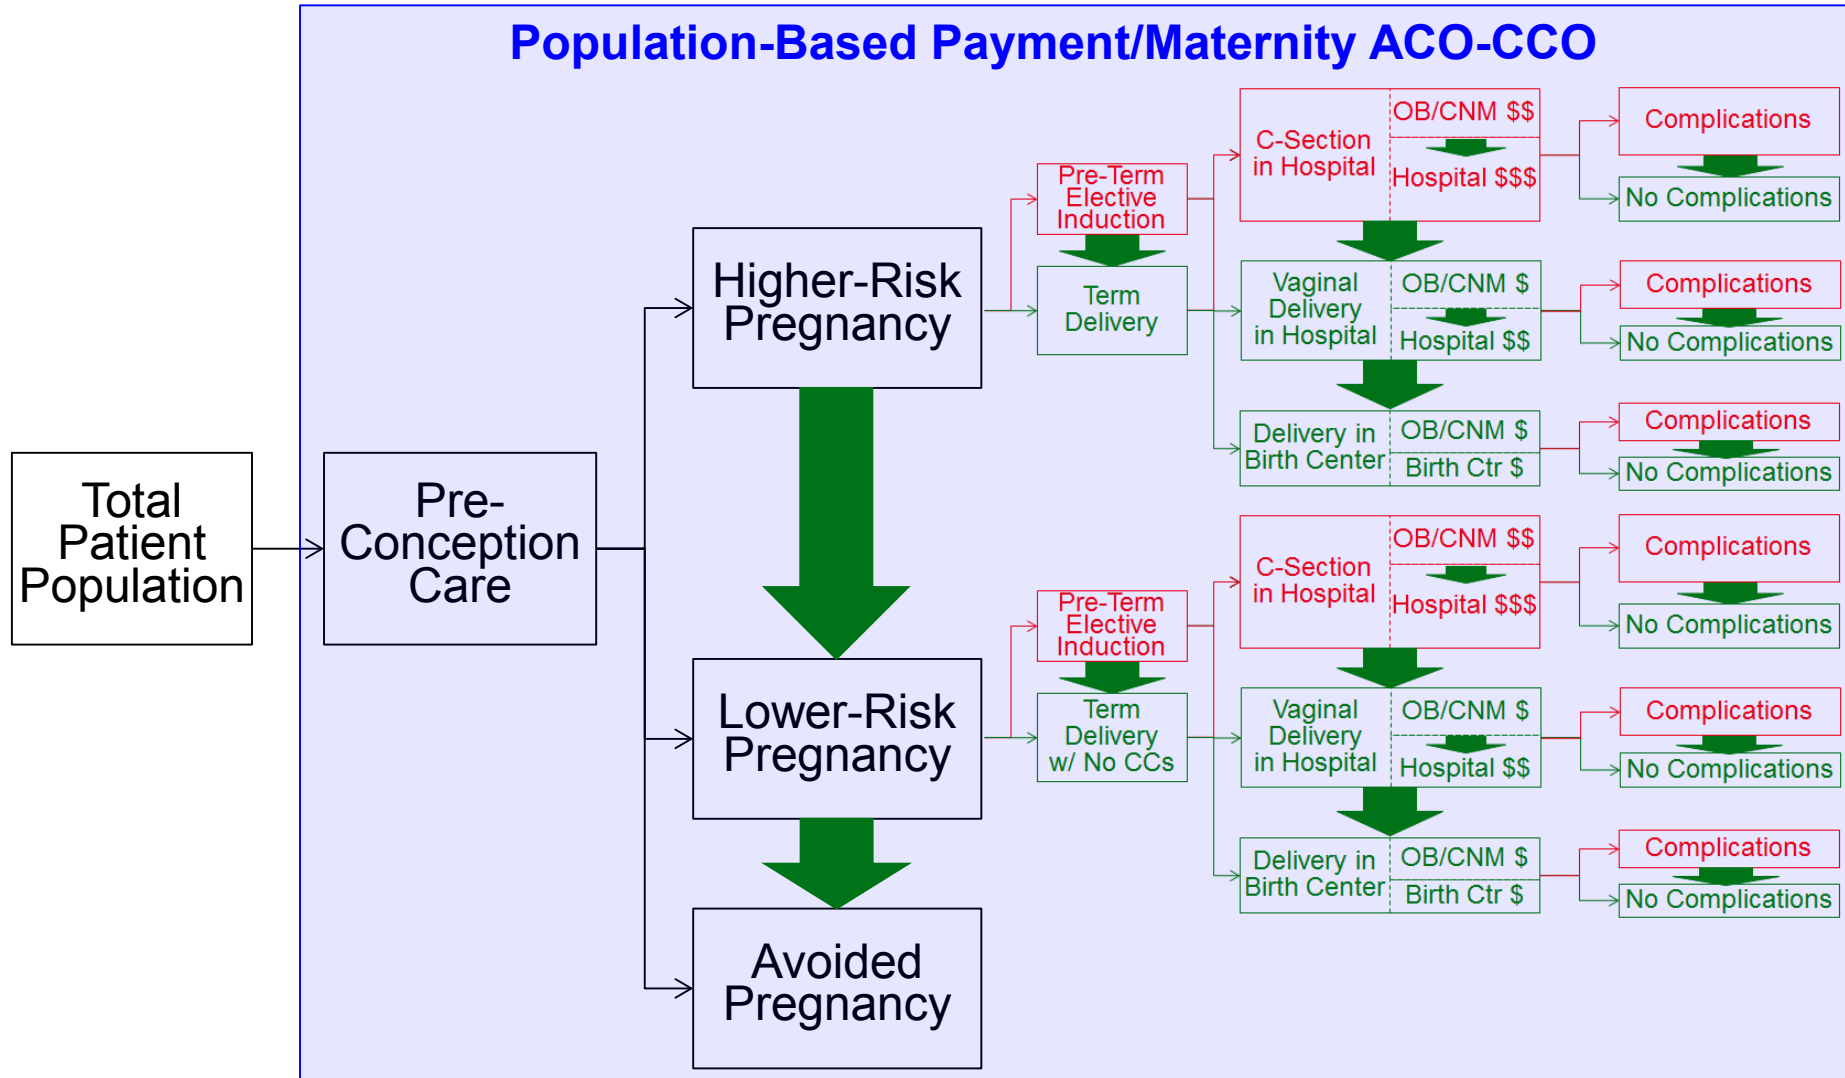 Population-Based Payment/Maternity ACO-CCO
Total
Patient
Population
Pre-
Conception
Care
Higher-Risk
Pregnancy
Lower-Risk
Pregnancy
Avoided
Pregnancy
Pre-Term
Elective
Induction
Term
Delivery
C-Section
in Hospital
OB/CNM $$
Hospital $$$
Complications
No Complications
Vaginal
Delivery
in Hospital
OB/CNM $
Hospital $$
Complications
No Complications
Delivery in
Birth Center
OB/CNM $
Birth Ctr $
Complications
No Complications
Pre-Term
Elective
Induction
Term
Delivery
w/ No CCs
C-Section
in Hospital
OB/CNM $$
Hospital $$$
Complications
No Complications
Vaginal
Delivery
in Hospital
OB/CNM $
Hospital $$
Complications
No Complications
Delivery in
Birth Center
OB/CNM $
Birth Ctr $
Complications
No Complications